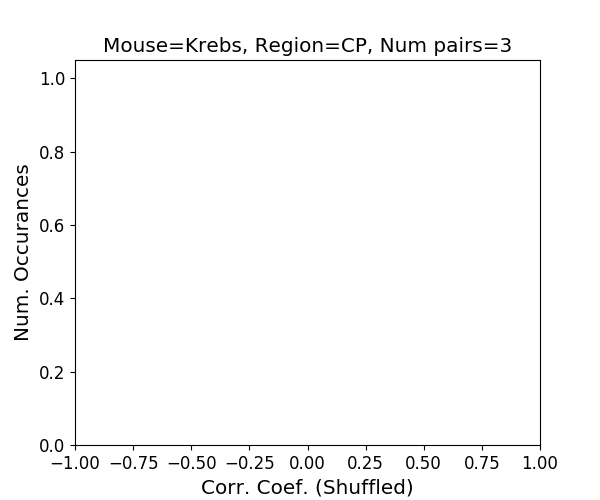 Mouse=Krebs, Region=CP, Num pairs=3
1.0
0.8
0.6
0.4
0.2
0.0
Num. Occurances
−1.00 −0.75 −0.50 −0.25 0.00 0.25 0.50 0.75 1.00
Corr. Coef. (Shuffled)